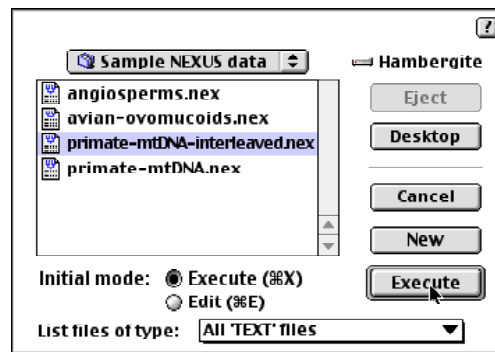 ?
Sample NEXUS data
Hambergite
angiosperms.nex
avian-ovomucoids.nex
primate-mtDNA-interleaved.nex
primate-mtDNA.nex
Eject
Desktop
Cancel
New
Execute
Initial mode: Execute (⌘X)
Edit (⌘E)
List files of type: All 'TEXT' files